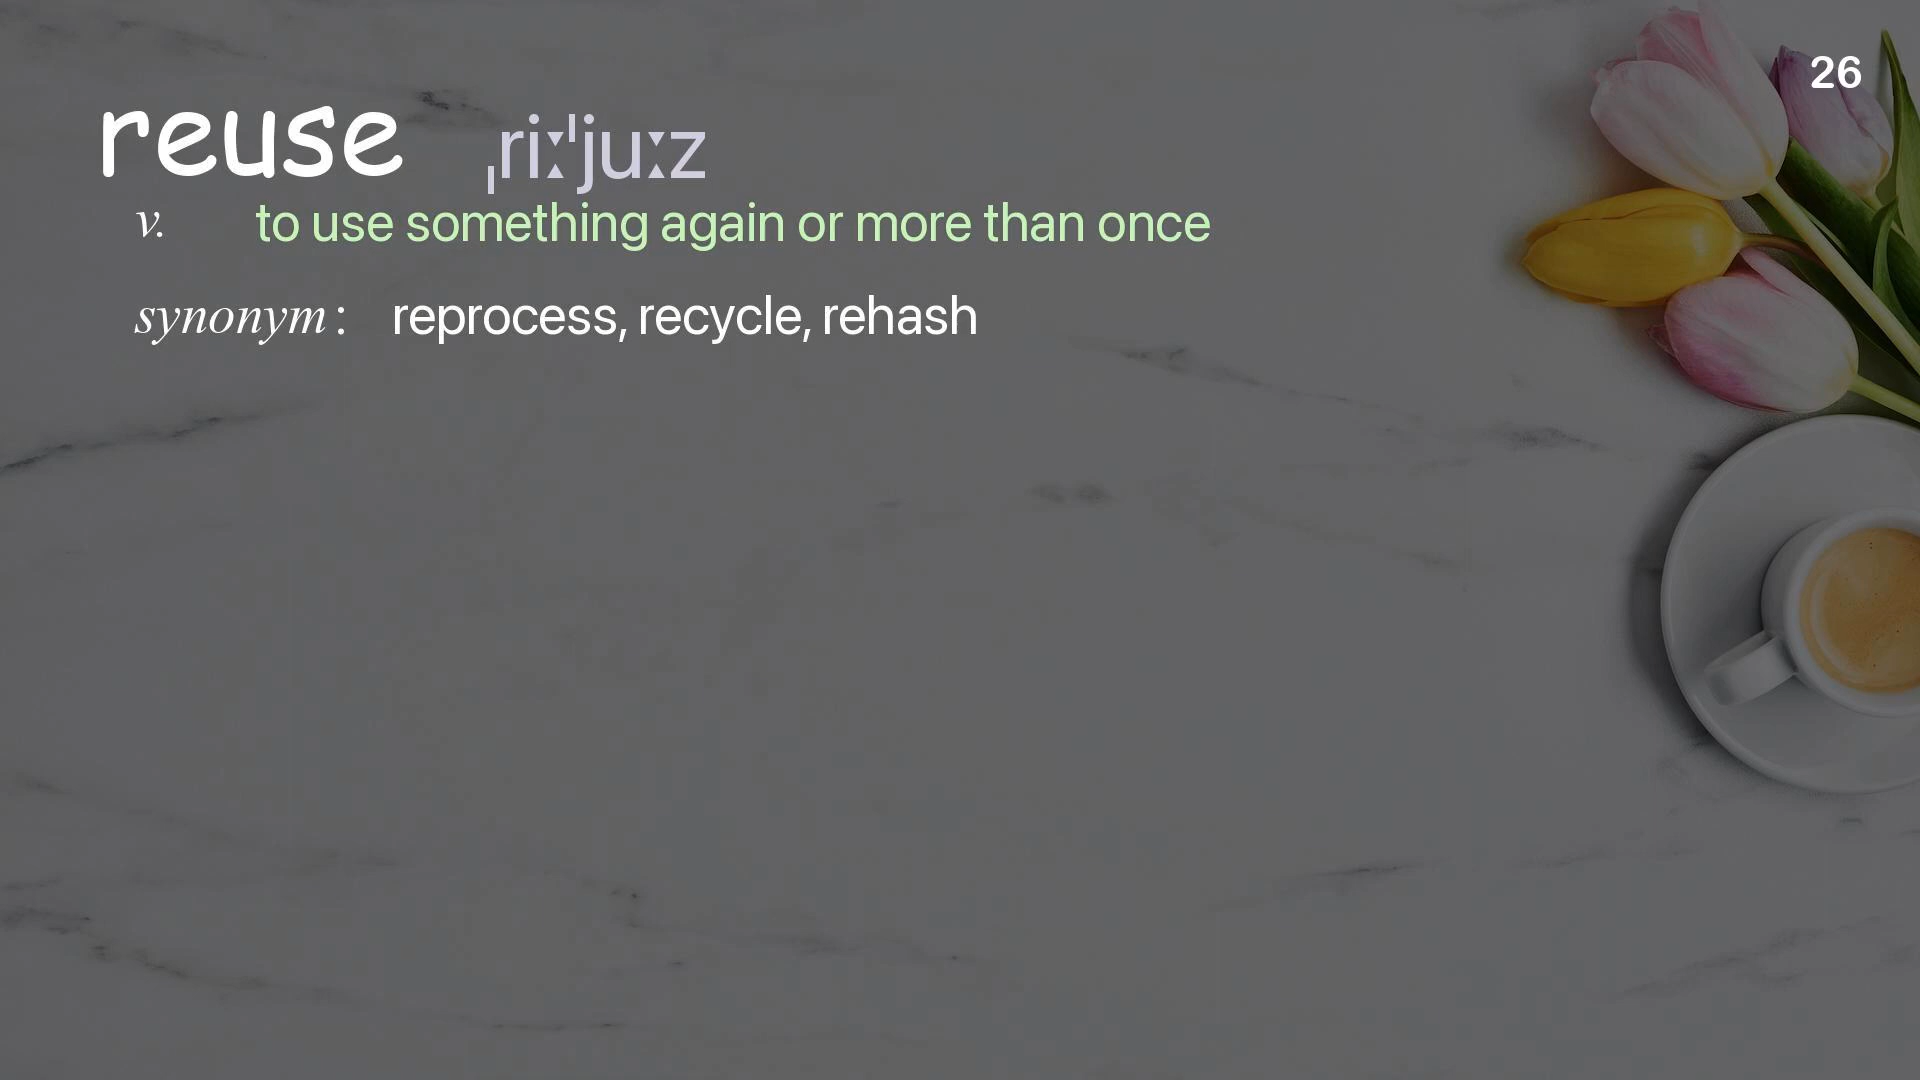 26
reuse ˌriːˈjuːz
v. to use something again or more than once
synonym : reprocess, recycle, rehash